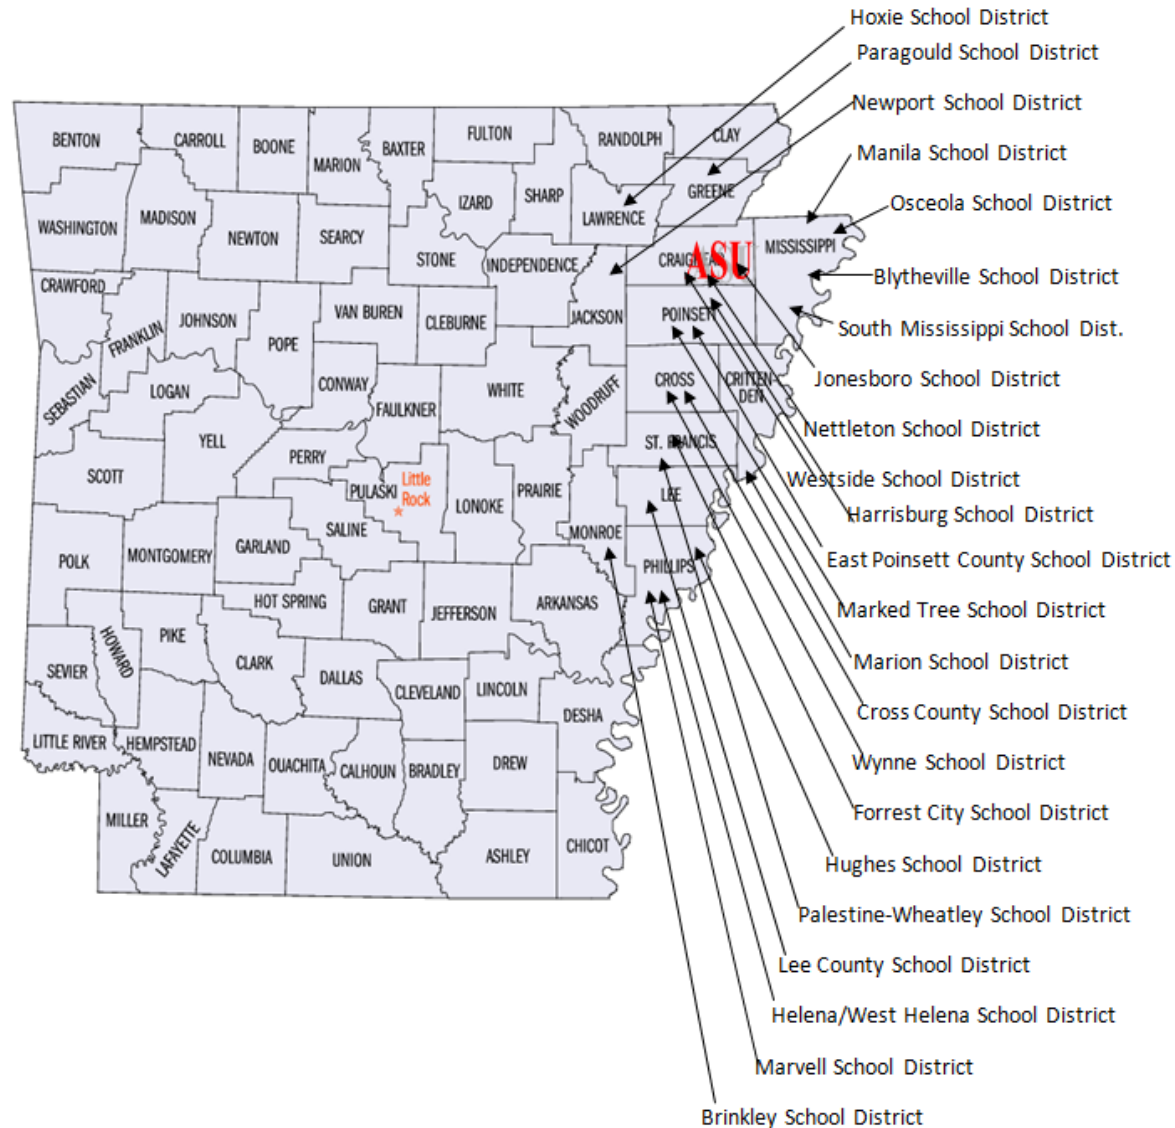 Hoxie School District
Paragould School District
Newport School District
Manila School District
Osceola School District
Blytheville School District
South Mississippi School Dist.
Jonesboro School District
Nettleton School District
Westside School District
Harrisburg School District
East Poinsett County School District
Marked Tree School District
Marion School District
Cross County School District
Wynne School District
Forrest City School District
Hughes School District
Palestine-Wheatley School District
Lee County School District
Helena/West Helena School District
Marvell School District
Brinkley School District
BENTON
CARROLL
BOONE
MARION
BAXTER
FULTON
RANDOLPH
CLAY
GREENE
SHARP
IZARD
LAWRENCE
WASHINGTON
MADISON
NEWTON
SEARCY
STONE
INDEPENDENCE
MISSISSIPPI
ASU
CRAWFORD
FRANKLIN
JOHNSON
POPE
VAN BUREN
CLEBURNE
JACKSON
POINSETT
SEBASTIAN
LOGAN
CONWAY
FAULKNER
WHITE
WOODRUFF
CROSS
CRITTEN
DEN
YELL
PERRY
PULASKI
Little
Rock
LONOKE
PRAIRIE
ST. FRANCIS
LEE
SCOTT
SALINE
GARLAND
MONROE
PHILLIPS
POLK
MONTGOMERY
HOT SPRING
GRANT
JEFFERSON
ARKANSAS
HOWARD
PIKE
CLARK
DALLAS
CLEVELAND
LINCOLN
DESHA
SEVIER
LITTLE RIVER
HEMPSTEAD
NEVADA
OUACHITA
CALHOUN
BRADLEY
DREW
MILLER
LAFAYETTE
COLUMBIA
UNION
ASHLEY
CHICOT